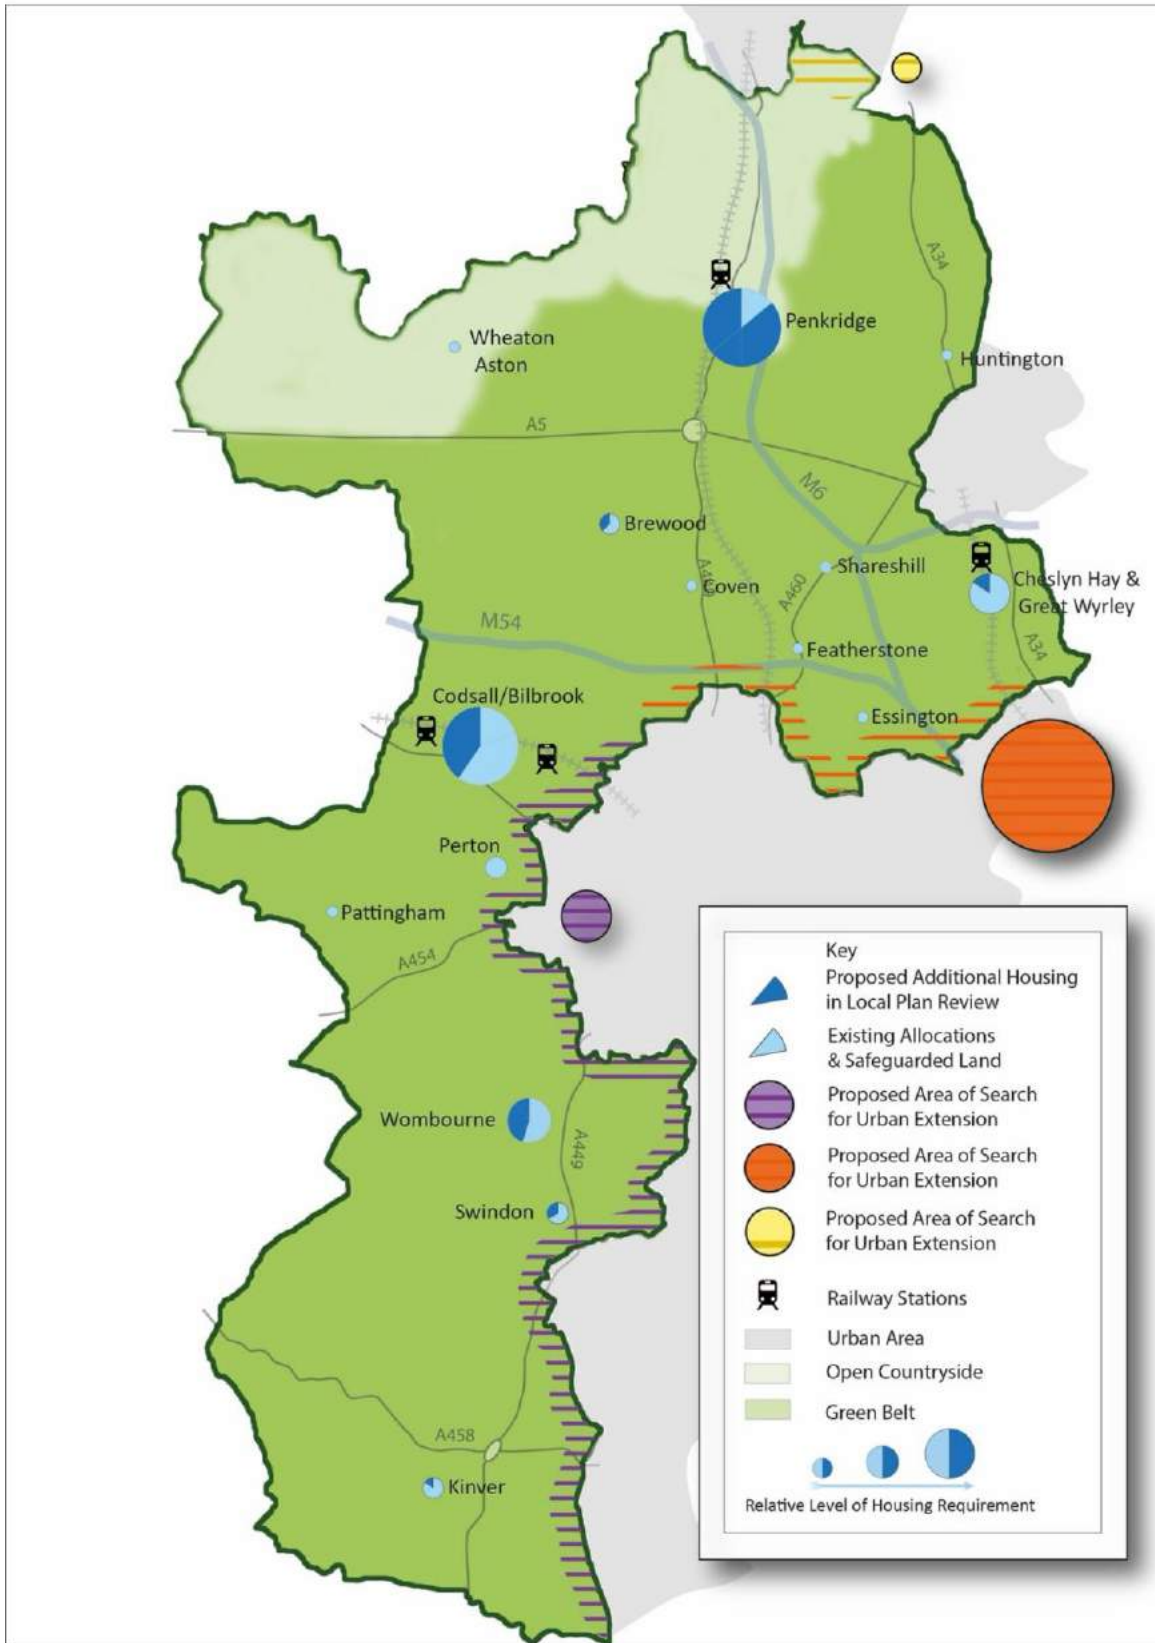 Penkridge
A34
Wheaton
Aston
Huntington
A5
M6
Brewood
A449
Coven
A460
Shareshill
Cheslyn Hay &
Great Wyrley
M54
Featherstone
A34
Codsall/Bilbrook
Essington
Perton
Pattingham
A454
Wombourne
A449
Swindon
A458
Kinver
Key
Proposed Additional Housing
in Local Plan Review
Existing Allocations
& Safeguarded Land
Proposed Area of Search
for Urban Extension
Proposed Area of Search
for Urban Extension
Proposed Area of Search
for Urban Extension
Railway Stations
Urban Area
Open Countryside
Green Belt
Relative Level of Housing Requirement